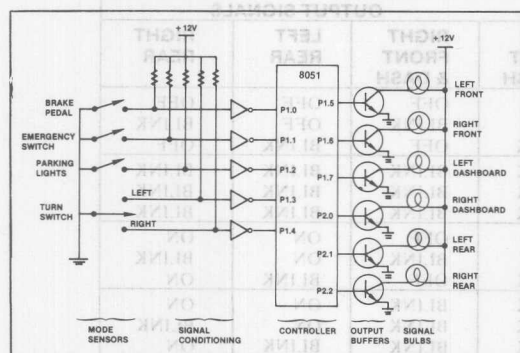 + 12V
+ 12V
8051
BRAKE PEDAL
EMERGENCY SWITCH
PARKING LIGHTS
LEFT
TURN SWITCH
RIGHT
P1.0
P1.1
P1.2
P1.3
P1.4
P1.5
P1.6
P1.7
P2.0
P2.1
P2.2
LEFT FRONT
RIGHT FRONT
LEFT DASHBOARD
RIGHT DASHBOARD
LEFT REAR
RIGHT REAR
MODE SENSORS
SIGNAL CONDITIONING
CONTROLLER
OUTPUT BUFFERS
SIGNAL BULBS